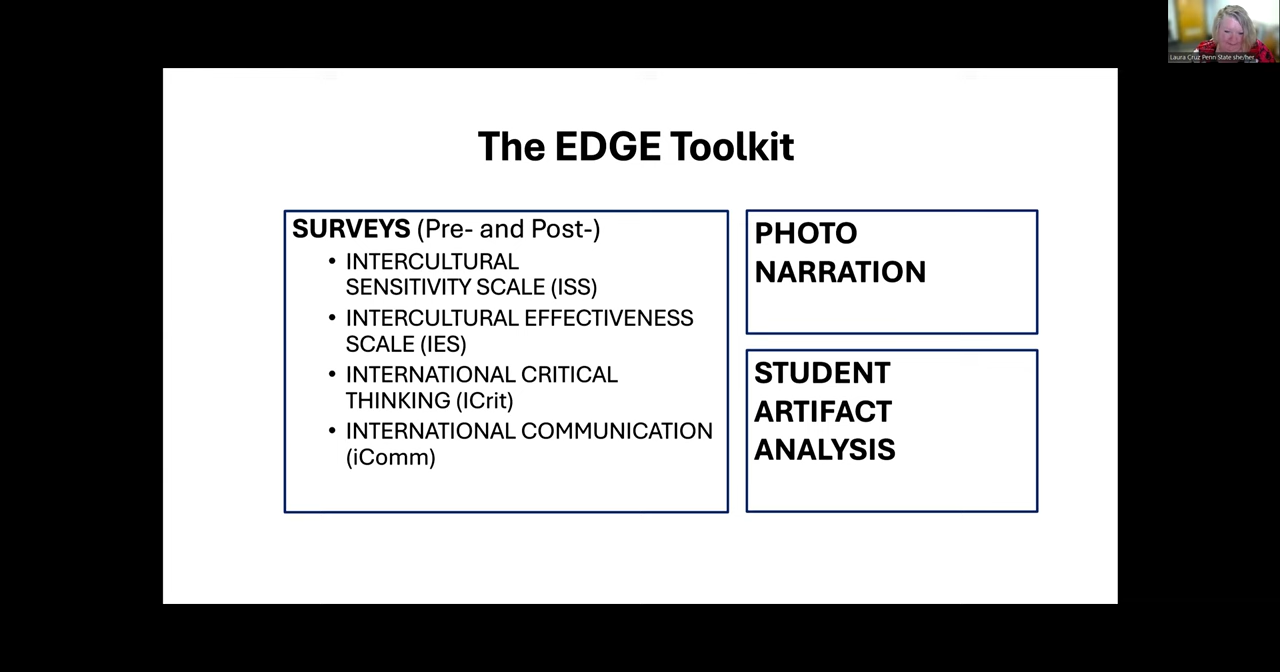 The EDGE Toolkit
SURVEYS (Pre- and Post-)
• INTERCULTURAL
SENSITIVITY SCALE (ISS)
• INTERCULTURAL EFFECTIVENESS
SCALE (IES)
• INTERNATIONAL CRITICAL
THINKING (ICrit)
• INTERNATIONAL COMMUNICATION
(iComm)
PHOTO
NARRATION
STUDENT
ARTIFACT
ANALYSIS
Laura Cruz Penn State she/her